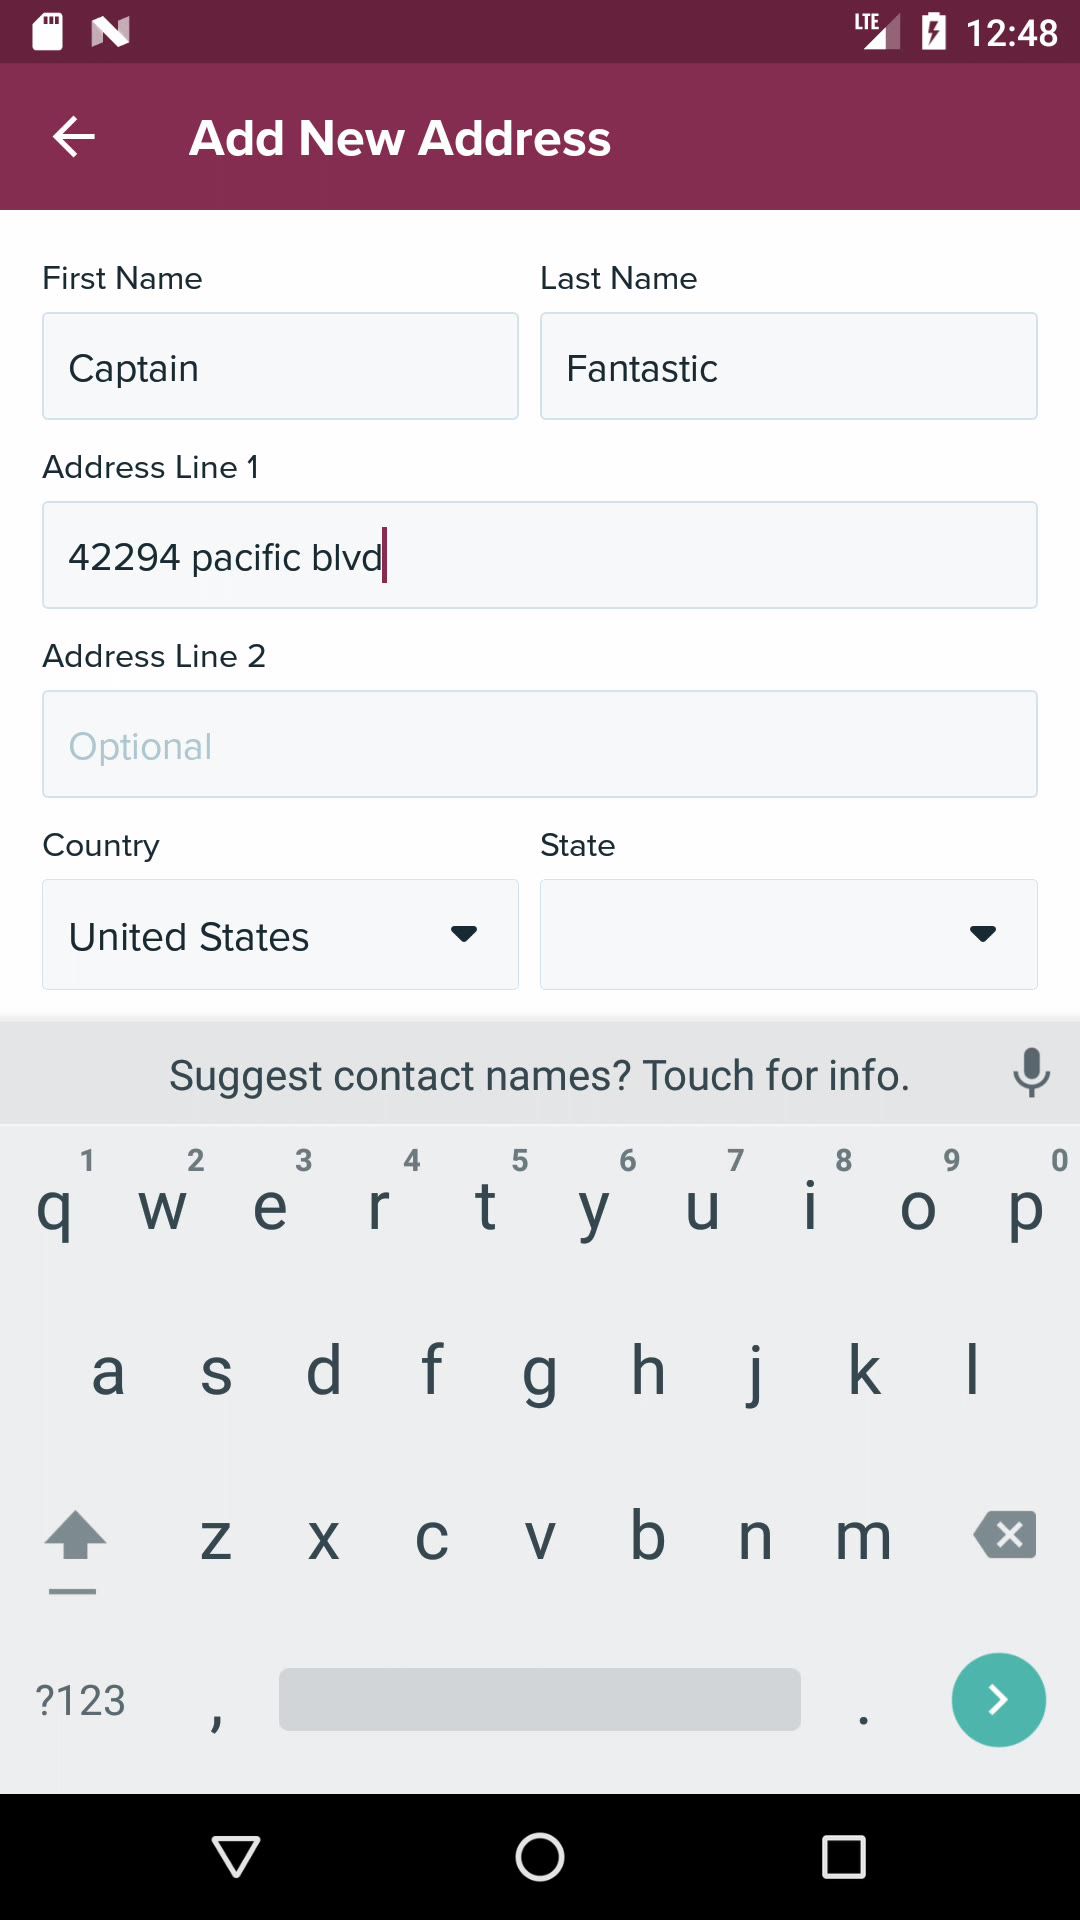 LTE 12:48
Add New Address
First Name Last Name
Captain Fantastic
Address Line 1
42294 pacific blvd
Address Line 2
Optional
Country State
United States
Suggest contact names? Touch for info.
1 2 3 4 5 6 7 8 9 0
q w e r t y u i o p
a s d f g h j k l
z x c v b n m
?123 , .